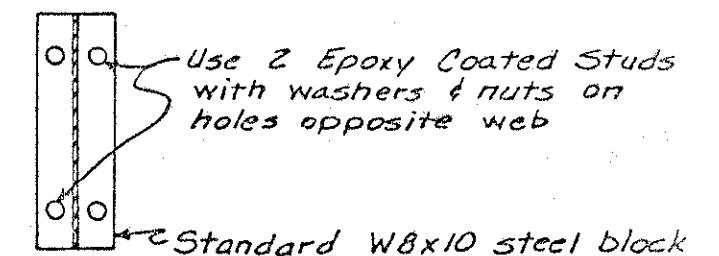 Use 2 Epoxy Coated Studs
with washers & nuts on
holes opposite web
Standard W8x10 steel block